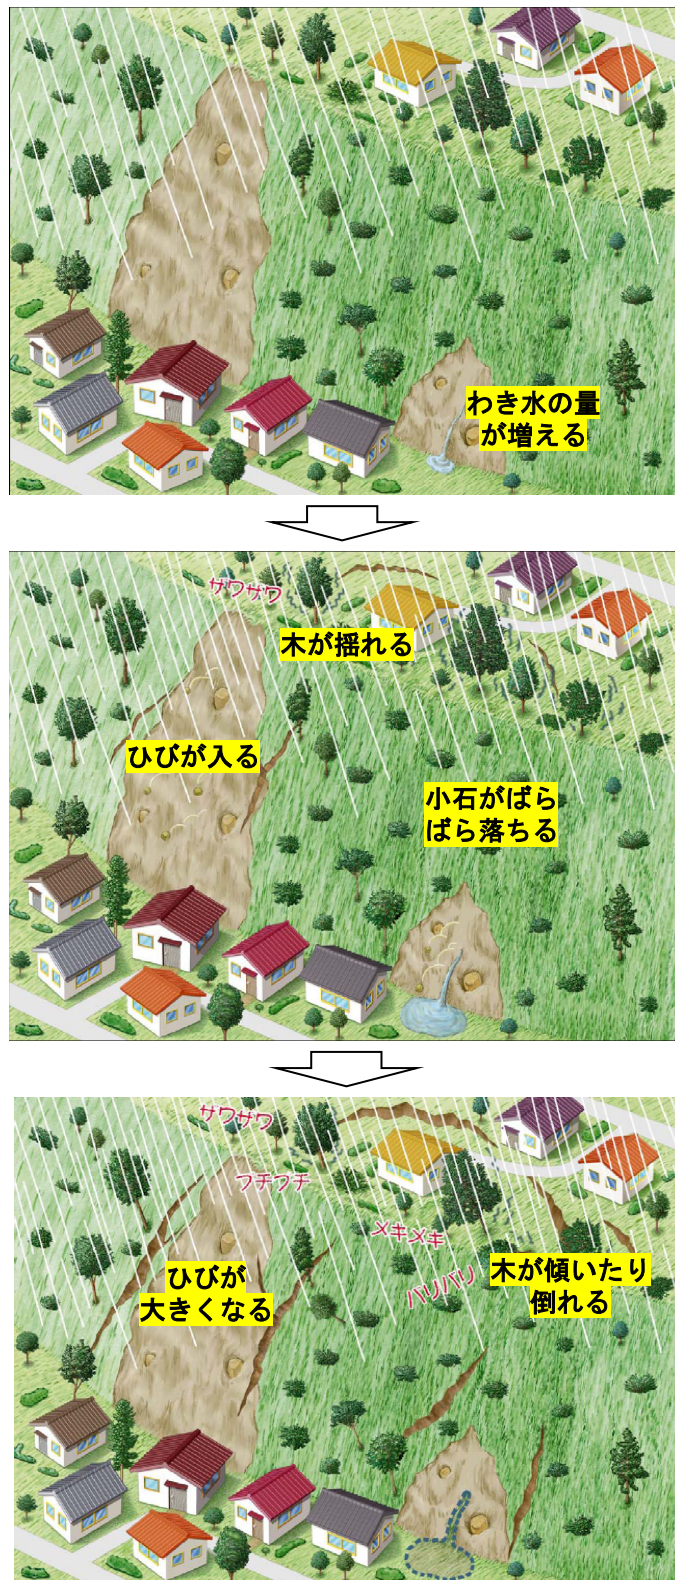 わき水の量
が増える
ザワザワ
木が揺れる
ひびが入る
小石がばら
ばら落ちる
ザワザワ
ブチブチ
メキメキ
バリバリ
木が傾いたり
倒れる
ひびが
大きくなる